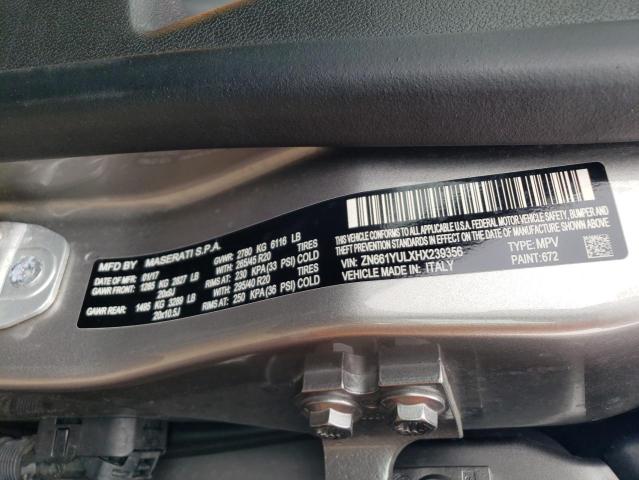 MFD BY MASERATI S.P.A.
DATE OF MFD: 01/17 GVWR: 2780 KG 6116 LB
GAWR FRONT: 1285 KG 2827 LB WITH: 265/45 R20 TIRES
20x9J RIMS AT: 230 KPA (33 PSI) COLD
GAWR REAR: 1495 KG 3289 LB WITH: 295/40 R20 TIRES
20x10.5J RIMS AT: 250 KPA (36 PSI) COLD
THIS VEHICLE CONFORMS TO ALL APPLICABLE U.S.A. FEDERAL MOTOR VEHICLE SAFETY, BUMPER AND
THEFT PREVENTION STANDARDS IN EFFECT ON THE DATE OF MANUFACTURE SHOWN ABOVE.
VIN: ZN661YULXHX239356 TYPE: MPV
VEHICLE MADE IN: ITALY PAINT: 672